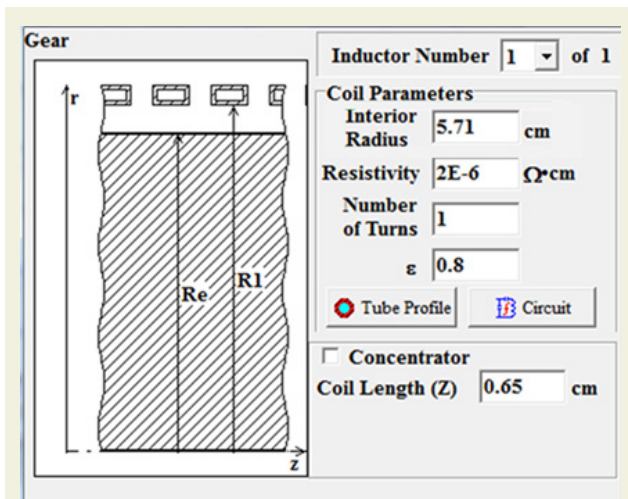 Gear
r
Re
R1
z
Inductor Number 1 of 1
Coil Parameters
Interior
Radius 5.71 cm
Resistivity 2E-6 Ω•cm
Number
of Turns 1
ε 0.8
Tube Profile Circuit
Concentrator
Coil Length (Z) 0.65 cm